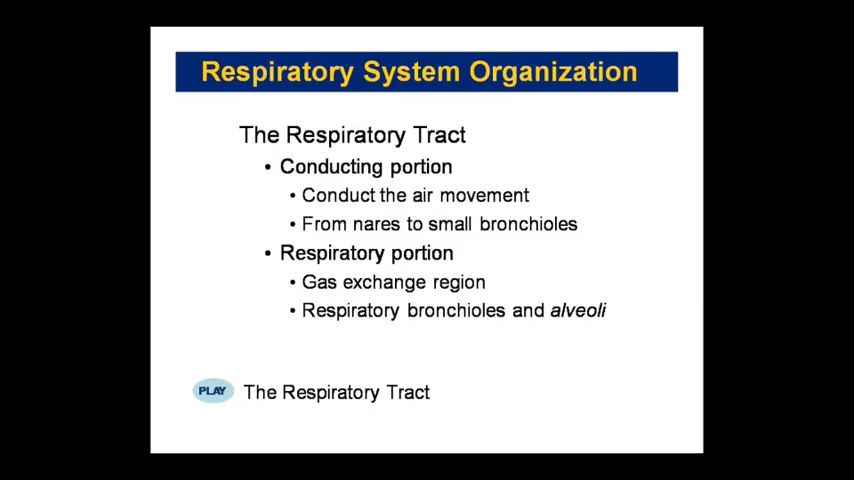 Respiratory System Organization
The Respiratory Tract
• Conducting portion
• Conduct the air movement
• From nares to small bronchioles
• Respiratory portion
• Gas exchange region
• Respiratory bronchioles and alveoli
PLAY The Respiratory Tract